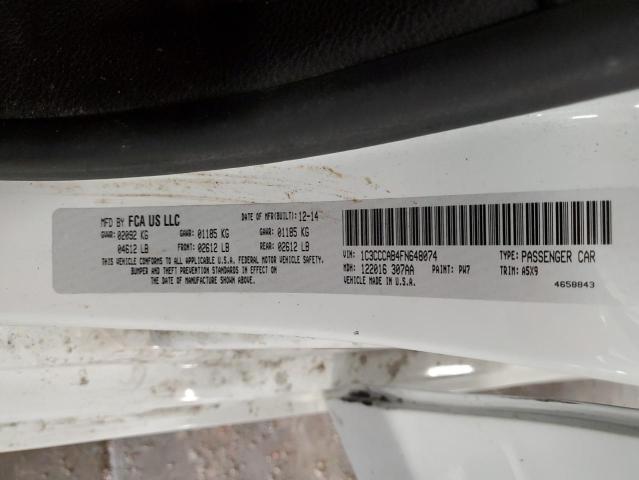 MFD BY FCA US LLC DATE OF MFR(BUILT): 12-14
GVWR: 02092 KG GAWR: 01185 KG GAWR: 01185 KG
04612 LB FRONT: 02612 LB REAR: 02612 LB
THIS VEHICLE CONFORMS TO ALL APPLICABLE U.S.A. FEDERAL MOTOR VEHICLE SAFETY,
BUMPER AND THEFT PREVENTION STANDARDS IN EFFECT ON
THE DATE OF MANUFACTURE SHOWN ABOVE.
VIN: 1C3CCCAB4FN648074 TYPE: PASSENGER CAR
MDH: 122016 307AA PAINT: PW7 TRIM: A5X9
VEHICLE MADE IN U.S.A.
4658843